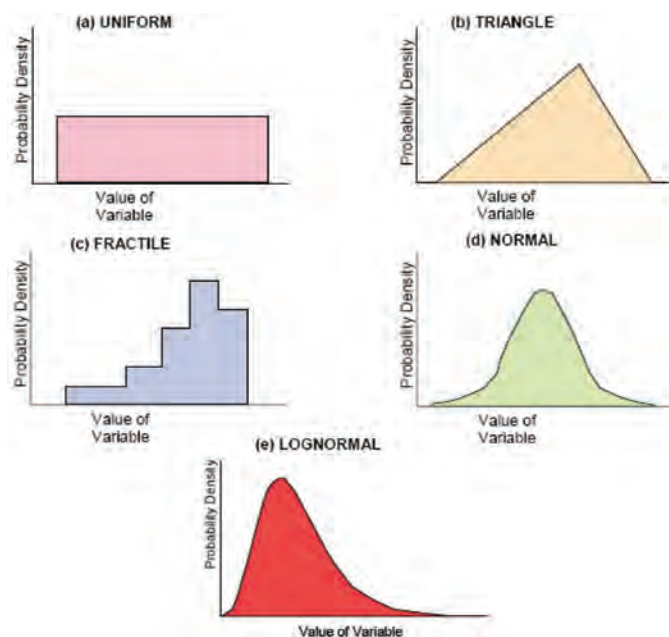 (a) UNIFORM
Probability Density
Value of
Variable
(b) TRIANGLE
Probability Density
Value of
Variable
(c) FRACTILE
Probability Density
Value of
Variable
(d) NORMAL
Probability Density
Value of
Variable
(e) LOGNORMAL
Probability Density
Value of Variable